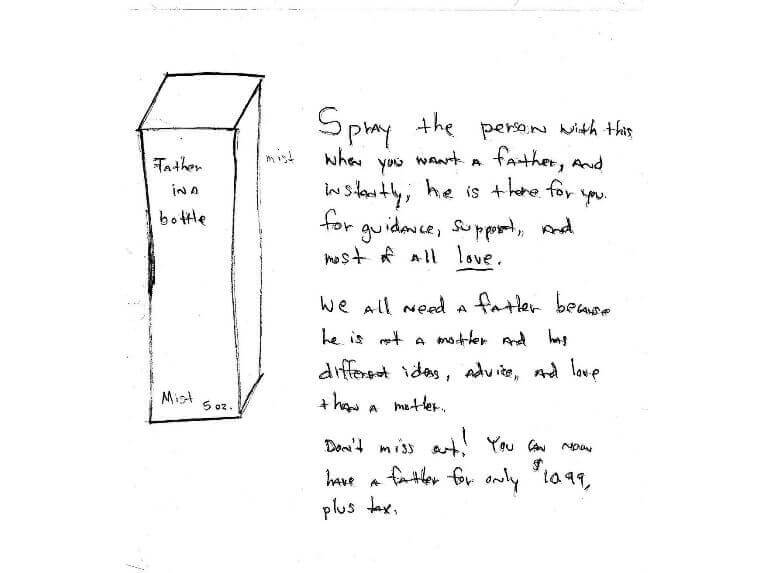 Father
in a
bottle
Mist 5 oz.
mist
Spray the person with this
when you want a father, and
instantly, he is there for you.
for guidance, support, and
most of all love.
We all need a father because
he is not a mother and has
different ideas, advice, and love
than a mother.
Don't miss out! You can now
have a father for only $10.99,
plus tax.